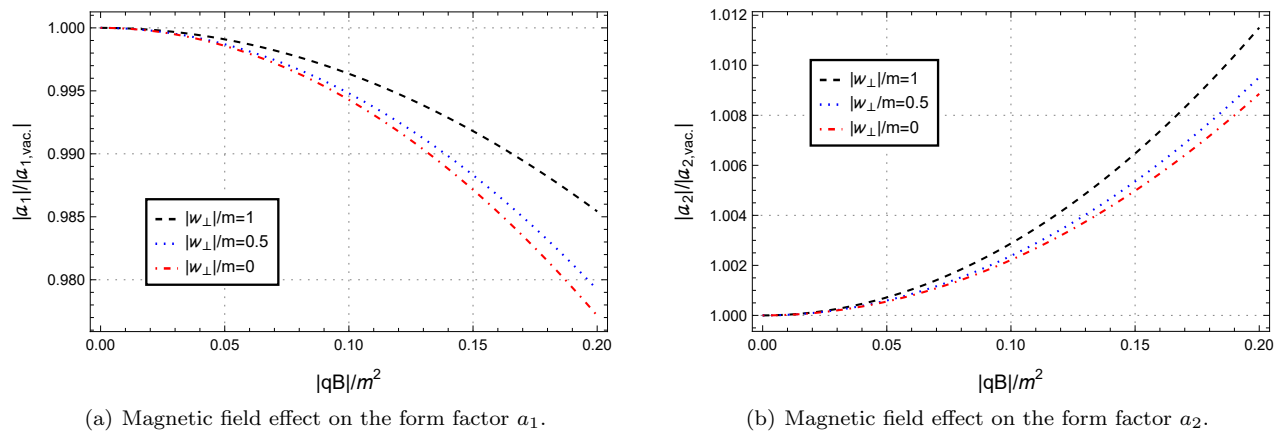 1.000
0.995
0.990
0.985
0.980
|a₁|/|a₁,vac.|
|w⊥|/m=1
|w⊥|/m=0.5
|w⊥|/m=0
0.00 0.05 0.10 0.15 0.20
|qB|/m²
(a) Magnetic field effect on the form factor a₁.
1.012
1.010
1.008
1.006
1.004
1.002
1.000
|a₂|/|a₂,vac.|
|w⊥|/m=1
|w⊥|/m=0.5
|w⊥|/m=0
0.00 0.05 0.10 0.15 0.20
|qB|/m²
(b) Magnetic field effect on the form factor a₂.